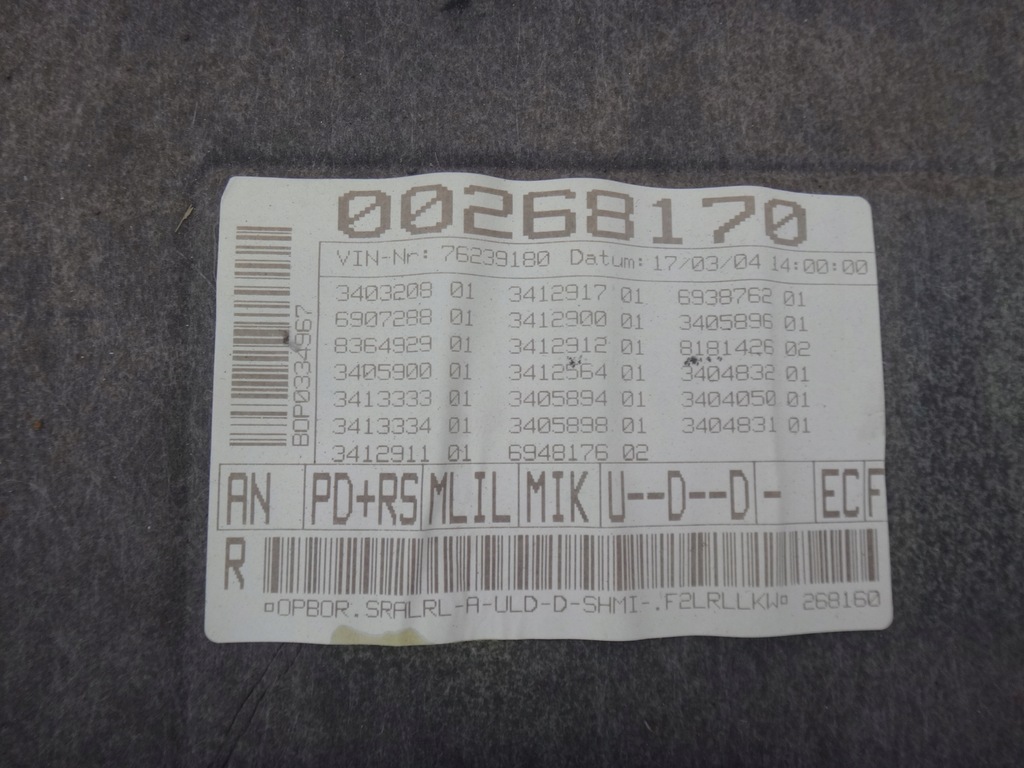 00268170
VIN-Nr: 76239180 Datum: 17/03/04 14:00:00
3403208 01 3412917 01 6938762 01
6907288 01 3412900 01 3405896 01
8364929 01 3412912 01 8181426 02
3405900 01 3412564 01 3404832 01
3413333 01 3405894 01 3404050 01
3413334 01 3405898 01 3404831 01
3412911 01 6948176 02
BOP0334967
AN PD+RS MLIL MIK U--D--D- ECF
R
¤OPBOR.SRALRL-A-ULD-D-SHMI-.F2LRLLKW¤ 268160